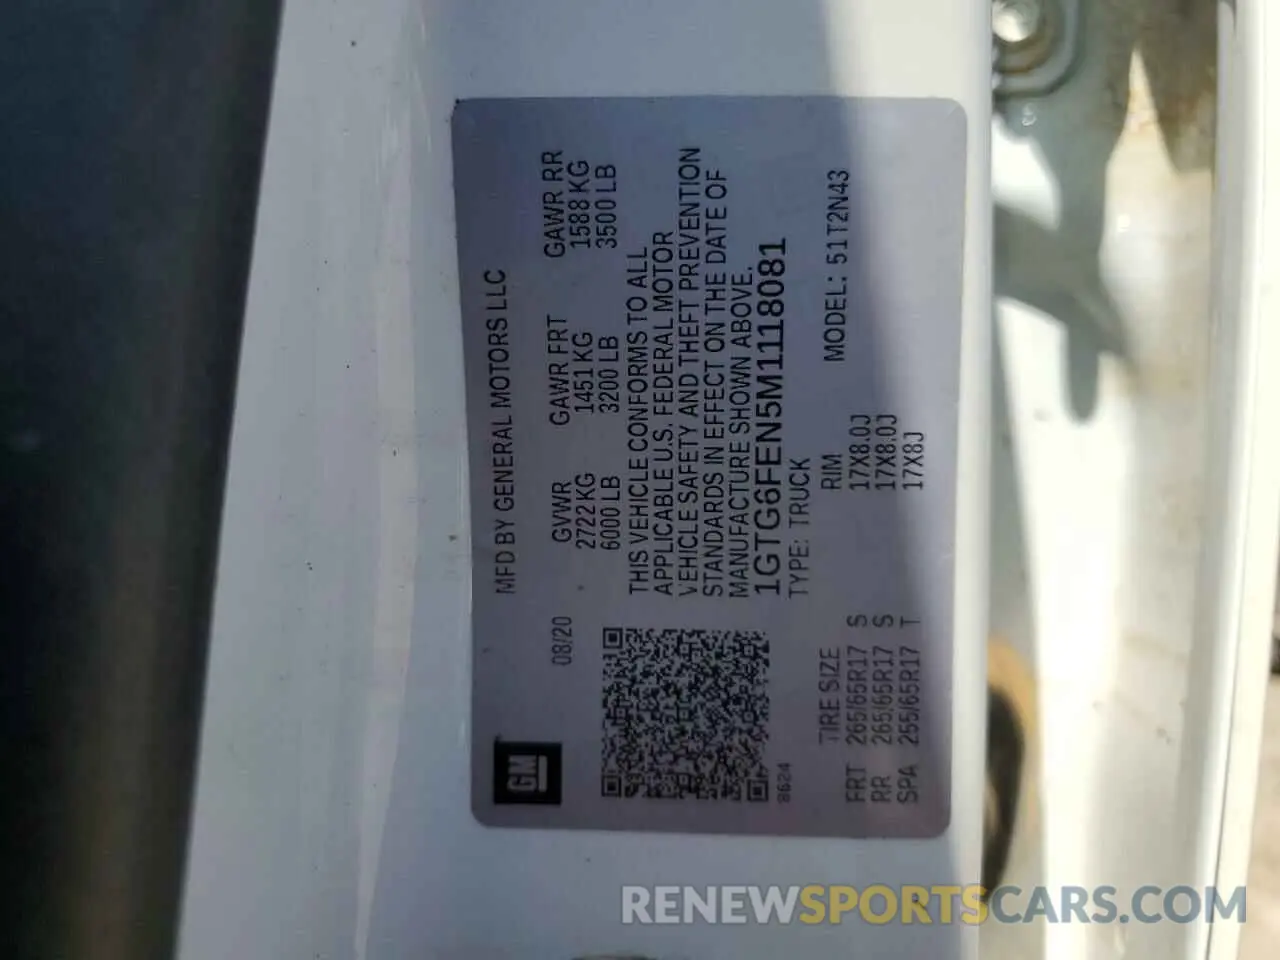 MFD BY GENERAL MOTORS LLC
08/20 GVWR GAWR FRT GAWR RR
2722 KG 1451 KG 1588 KG
6000 LB 3200 LB 3500 LB
THIS VEHICLE CONFORMS TO ALL
APPLICABLE U.S. FEDERAL MOTOR
VEHICLE SAFETY AND THEFT PREVENTION
STANDARDS IN EFFECT ON THE DATE OF
MANUFACTURE SHOWN ABOVE.
1GTG6FEN5M1118081
TYPE: TRUCK
MODEL: 51T2N43
GM
8624
TIRE SIZE RIM
FRT 265/65R17 S 17X8.0J
RR 265/65R17 S 17X8.0J
SPA 255/65R17 T 17X8J
RENEWSPORTSCARS.COM